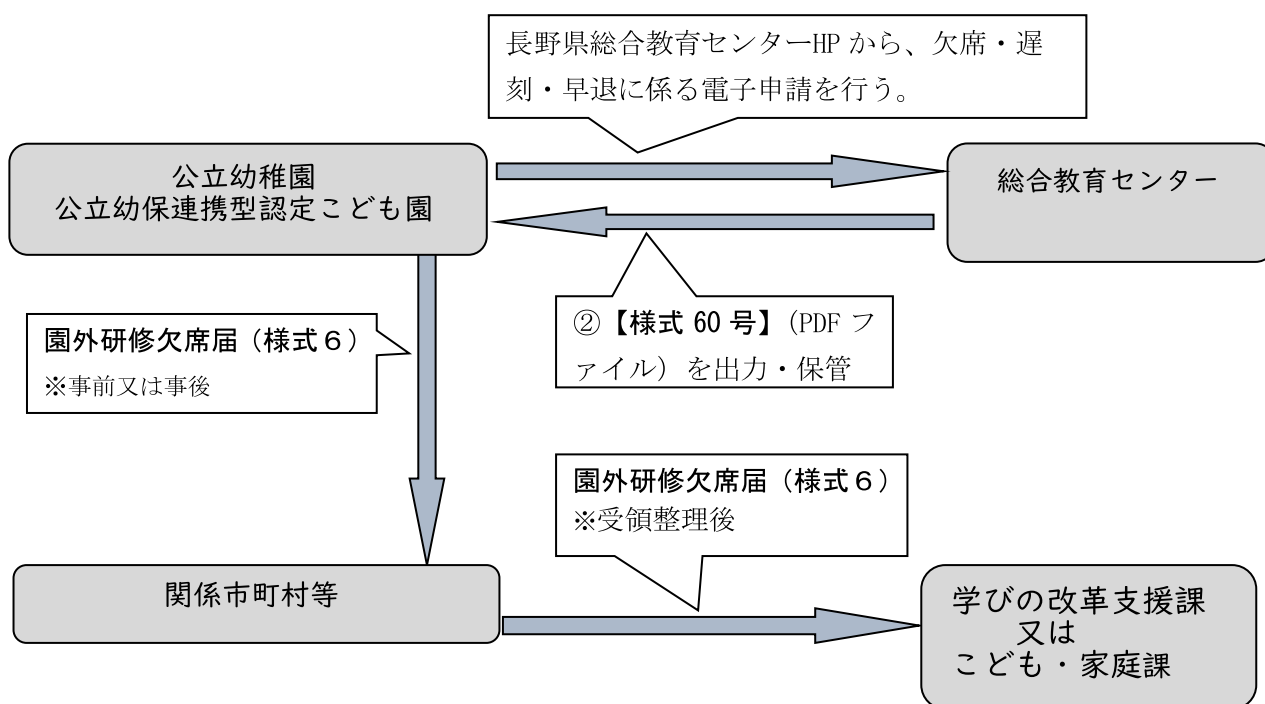 長野県総合教育センターHP から、欠席・遅
刻・早退に係る電子申請を行う。
公立幼稚園
公立幼保連携型認定こども園
総合教育センター
②【様式 60 号】（PDF フ
ァイル）を出力・保管
園外研修欠席届（様式６）
※事前又は事後
園外研修欠席届（様式６）
※受領整理後
関係市町村等
学びの改革支援課
又は
こども・家庭課